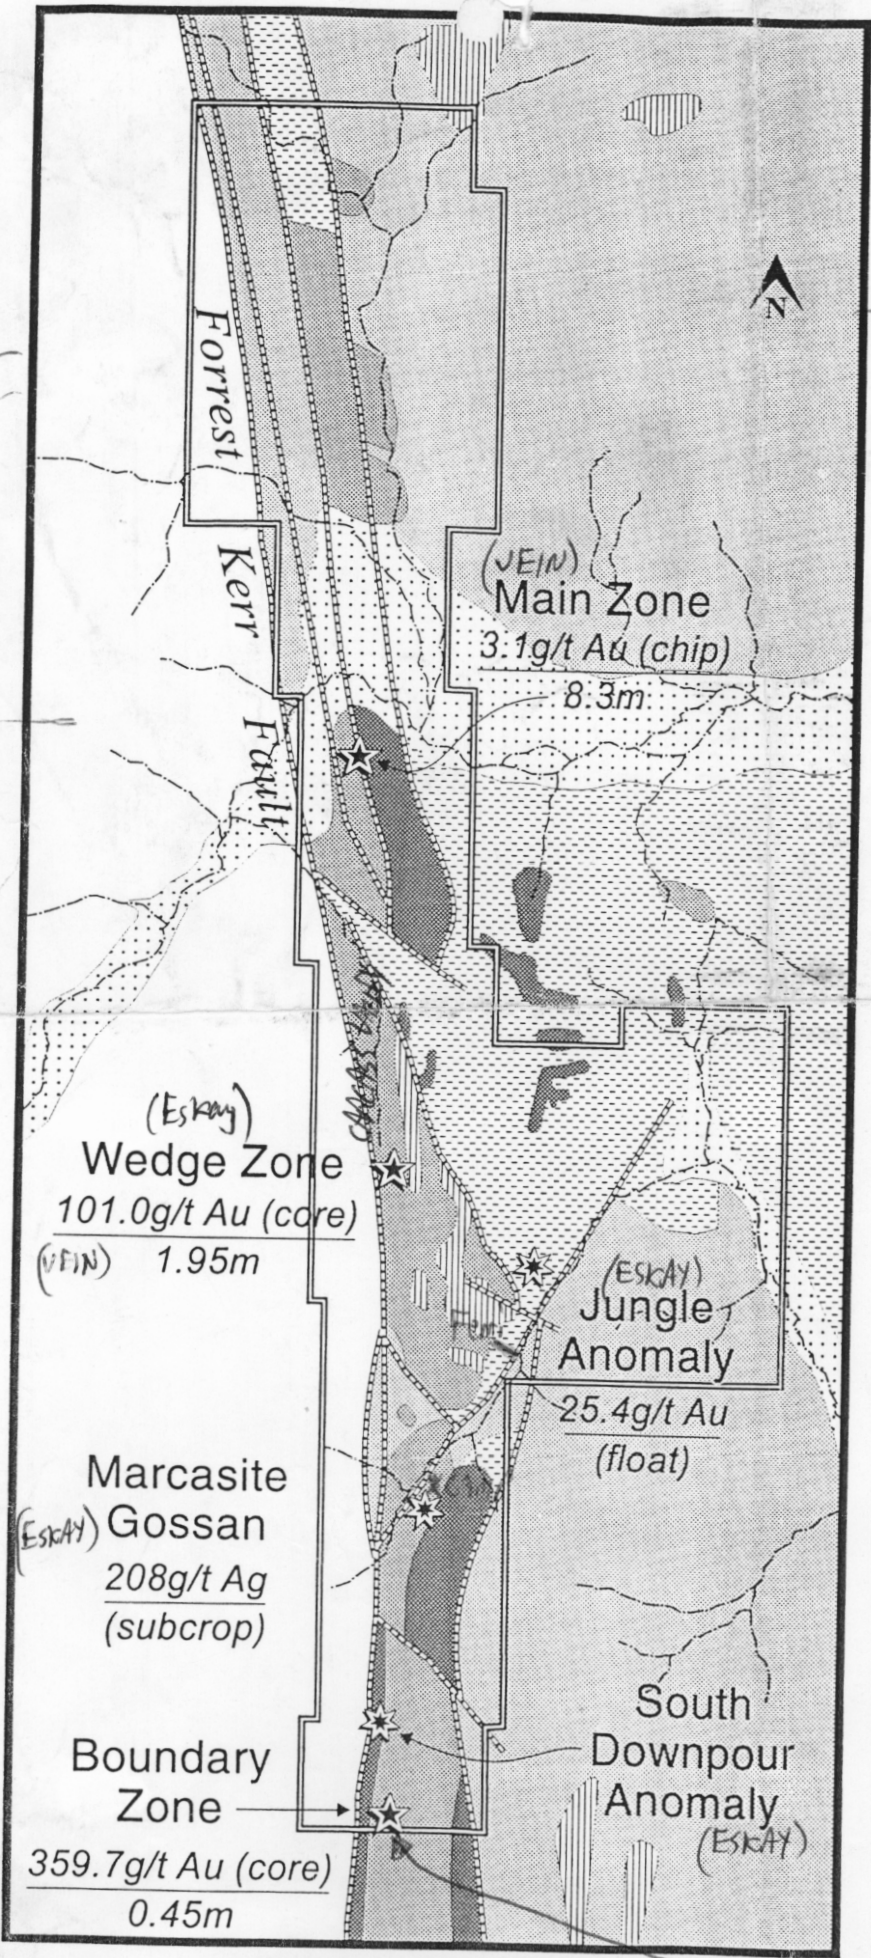 N
Forrest
Kerr
Fault
(VEIN)
Main Zone
3.1g/t Au (chip)
8.3m
(Eskay)
Wedge Zone
101.0g/t Au (core)
(VEIN) 1.95m
(ESKAY)
Jungle
Anomaly
25.4g/t Au
(float)
Marcasite
(ESKAY) Gossan
208g/t Ag
(subcrop)
South
Downpour
Anomaly
(ESKAY)
Boundary
Zone
359.7g/t Au (core)
0.45m